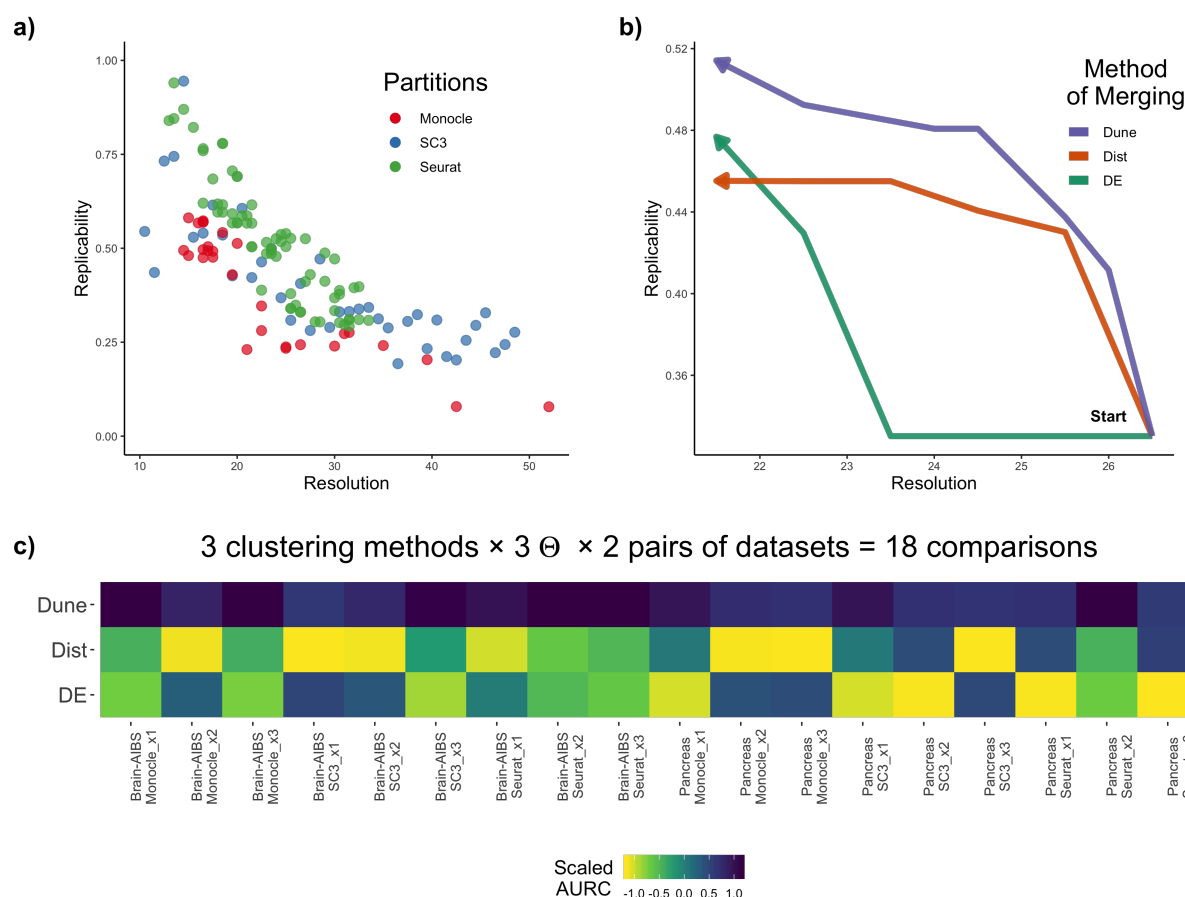 a)
1.00
0.75
0.50
0.25
0.00
Replicability
10
20
30
40
50
Resolution
Partitions
Monocle
SC3
Seurat
b)
0.52
0.48
0.44
0.40
0.36
Replicability
22
23
24
25
26
Resolution
Method
of Merging
Dune
Dist
DE
Start
c)
3 clustering methods × 3 Θ × 2 pairs of datasets = 18 comparisons
Dune
Dist
DE
Brain-AIBS
Monocle_x1
Brain-AIBS
Monocle_x2
Brain-AIBS
Monocle_x3
Brain-AIBS
SC3_x1
Brain-AIBS
SC3_x2
Brain-AIBS
SC3_x3
Brain-AIBS
Seurat_x1
Brain-AIBS
Seurat_x2
Brain-AIBS
Seurat_x3
Pancreas
Monocle_x1
Pancreas
Monocle_x2
Pancreas
Monocle_x3
Pancreas
SC3_x1
Pancreas
SC3_x2
Pancreas
SC3_x3
Pancreas
Seurat_x1
Pancreas
Seurat_x2
Pancreas
Scaled
AURC
-1.0 -0.5 0.0 0.5 1.0